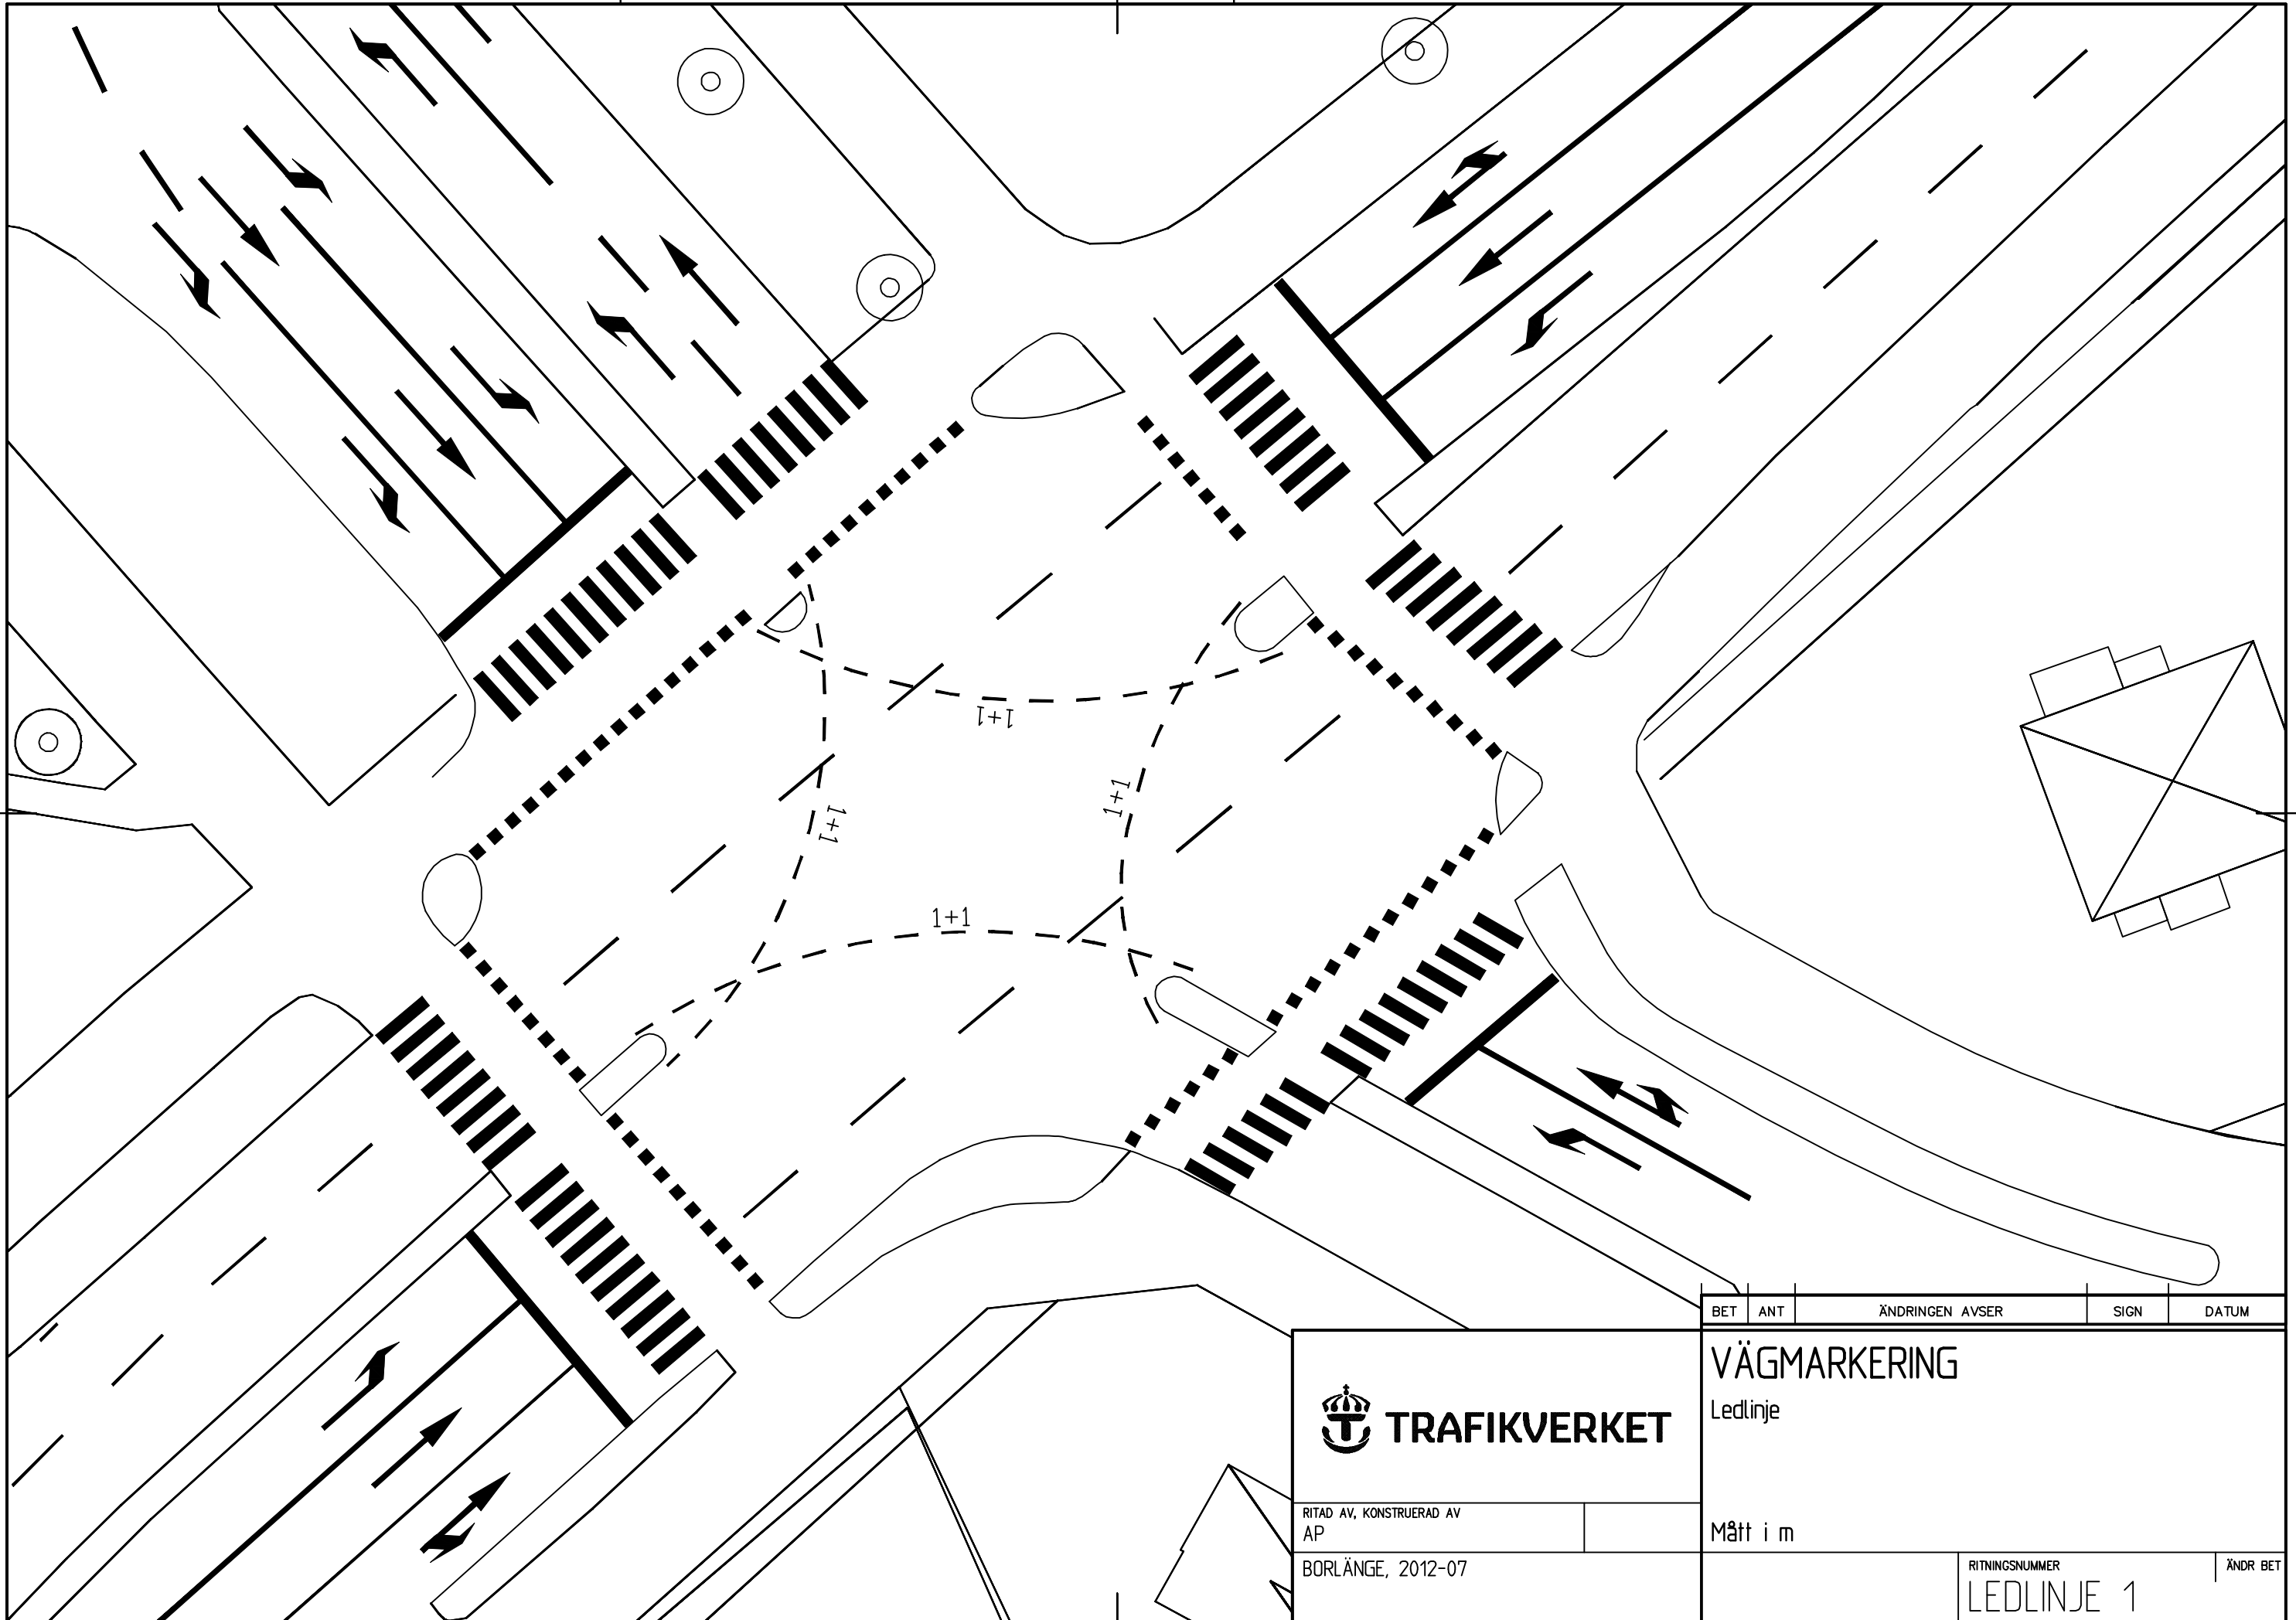 1+1
1+1
1+1
1+1
BET ANT ÄNDRINGEN AVSER SIGN DATUM
VÄGMARKERING
Ledlinje
TRAFIKVERKET
RITAD AV, KONSTRUERAD AV
AP
Mått i m
BORLÄNGE, 2012-07
RITNINGSNUMMER ÄNDR BET
LEDLINJE 1